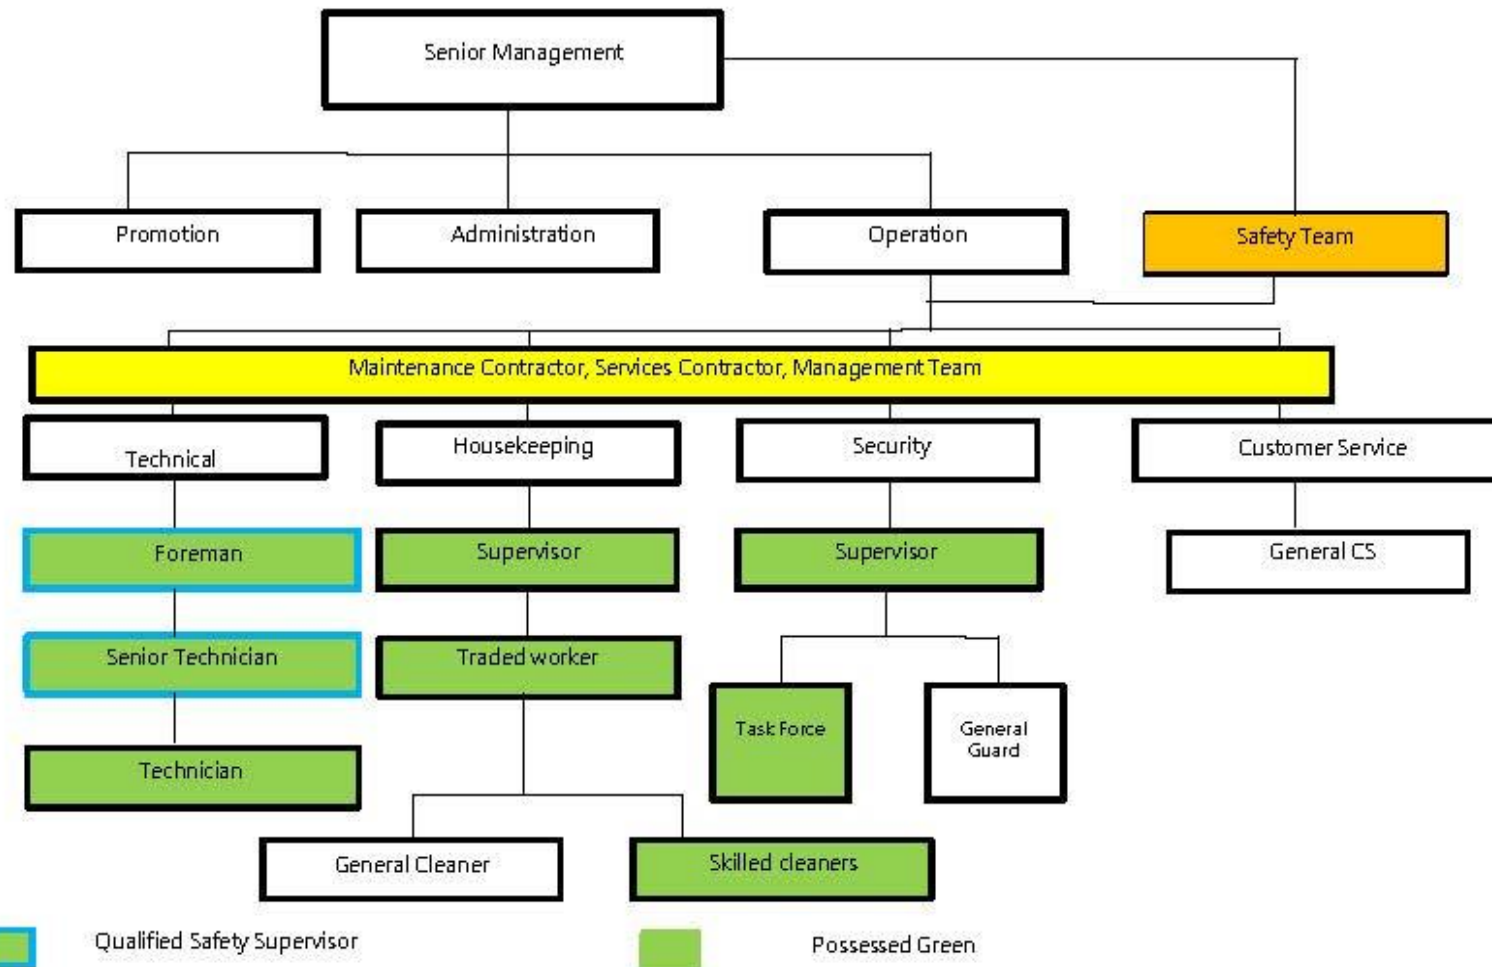 Senior Management
Promotion
Administration
Operation
Safety Team
Maintenance Contractor, Services Contractor, Management Team
Technical
Housekeeping
Security
Customer Service
Foreman
Supervisor
Supervisor
General CS
Senior Technician
Traded worker
Task Force
General
Guard
Technician
General Cleaner
Skilled cleaners
Qualified Safety Supervisor
Possessed Green